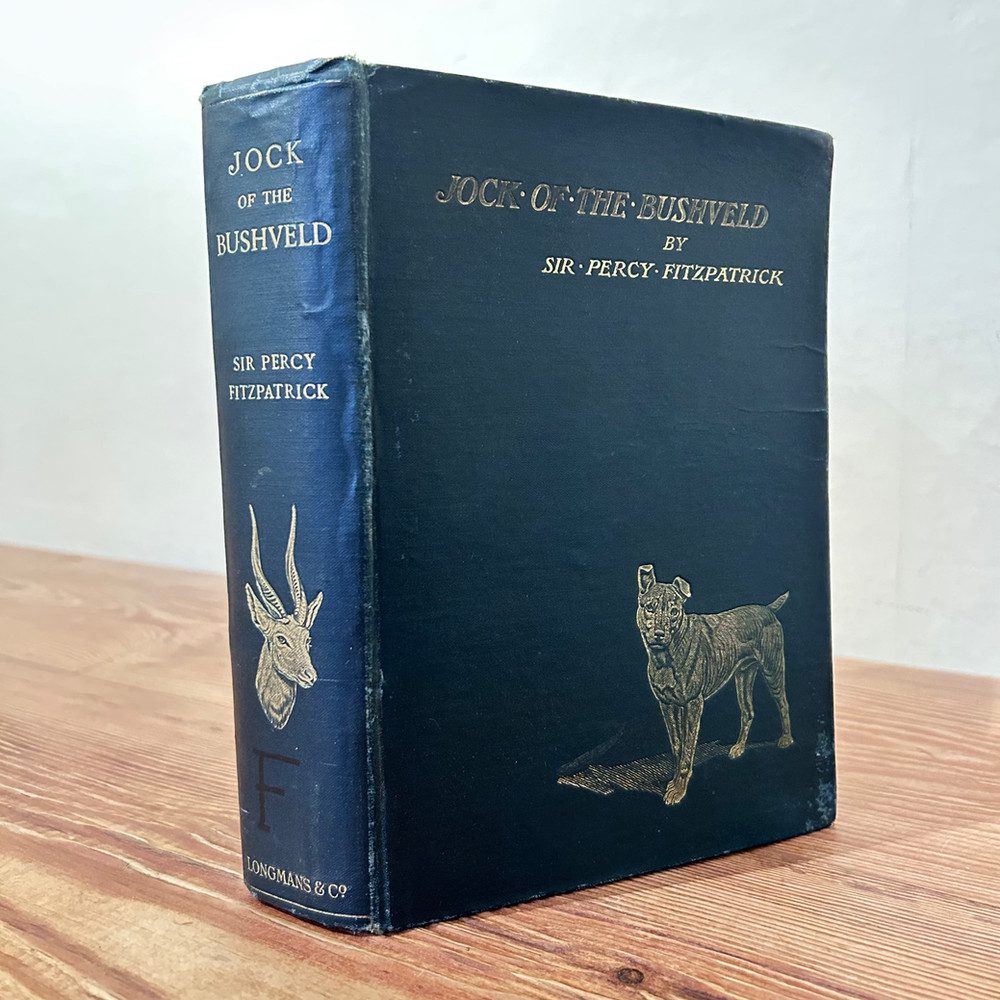 JOCK
OF THE
BUSHVELD
SIR PERCY
FITZPATRICK
F
LONGMANS & Cº
JOCK·OF·THE·BUSHVELD
BY
SIR·PERCY·FITZPATRICK